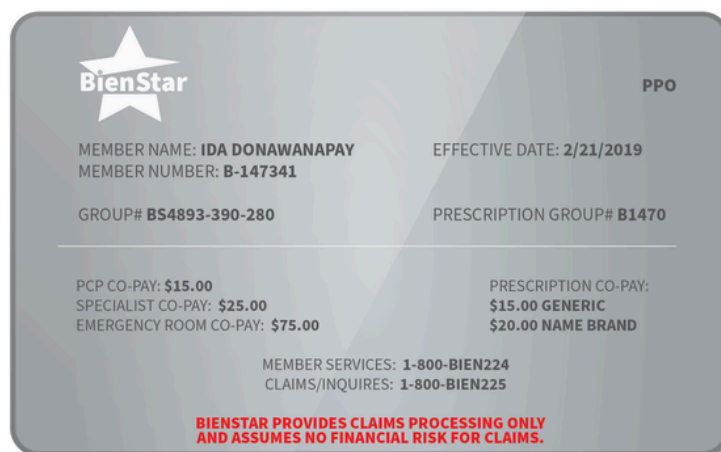 BienStar
PPO
MEMBER NAME: IDA DONAWANAPAY
EFFECTIVE DATE: 2/21/2019
MEMBER NUMBER: B-147341
GROUP# BS4893-390-280
PRESCRIPTION GROUP# B1470
PCP CO-PAY: $15.00
SPECIALIST CO-PAY: $25.00
EMERGENCY ROOM CO-PAY: $75.00
PRESCRIPTION CO-PAY:
$15.00 GENERIC
$20.00 NAME BRAND
MEMBER SERVICES: 1-800-BIEN224
CLAIMS/INQUIRES: 1-800-BIEN225
BIENSTAR PROVIDES CLAIMS PROCESSING ONLY
AND ASSUMES NO FINANCIAL RISK FOR CLAIMS.